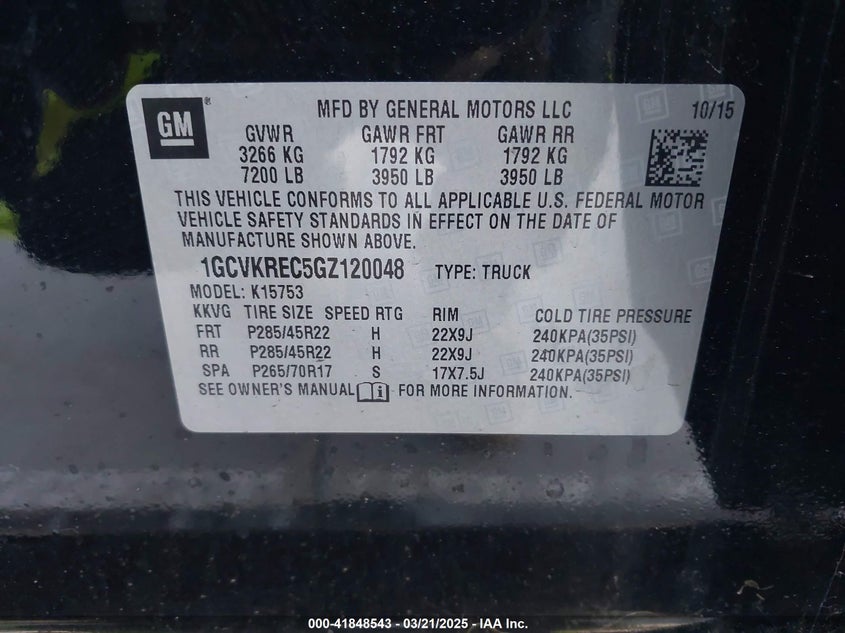 GM ® MFD BY GENERAL MOTORS LLC 10/15
GVWR GAWR FRT GAWR RR
3266 KG 1792 KG 1792 KG
7200 LB 3950 LB 3950 LB
THIS VEHICLE CONFORMS TO ALL APPLICABLE U.S. FEDERAL MOTOR
VEHICLE SAFETY STANDARDS IN EFFECT ON THE DATE OF
MANUFACTURE SHOWN ABOVE.
1GCVKREC5GZ120048 TYPE: TRUCK
MODEL: K15753
KKVG TIRE SIZE SPEED RTG RIM COLD TIRE PRESSURE
FRT P285/45R22 H 22X9J 240KPA(35PSI)
RR P285/45R22 H 22X9J 240KPA(35PSI)
SPA P265/70R17 S 17X7.5J 240KPA(35PSI)
SEE OWNER'S MANUAL FOR MORE INFORMATION.
000-41848543 / 03/21/2025 - IAA Inc.